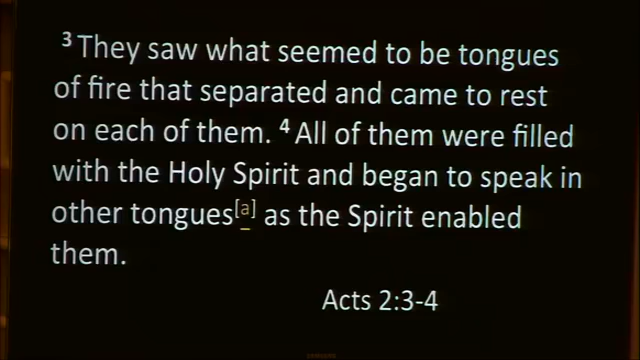 ³ They saw what seemed to be tongues
of fire that separated and came to rest
on each of them. ⁴ All of them were filled
with the Holy Spirit and began to speak in
other tongues[a] as the Spirit enabled
them.
Acts 2:3-4